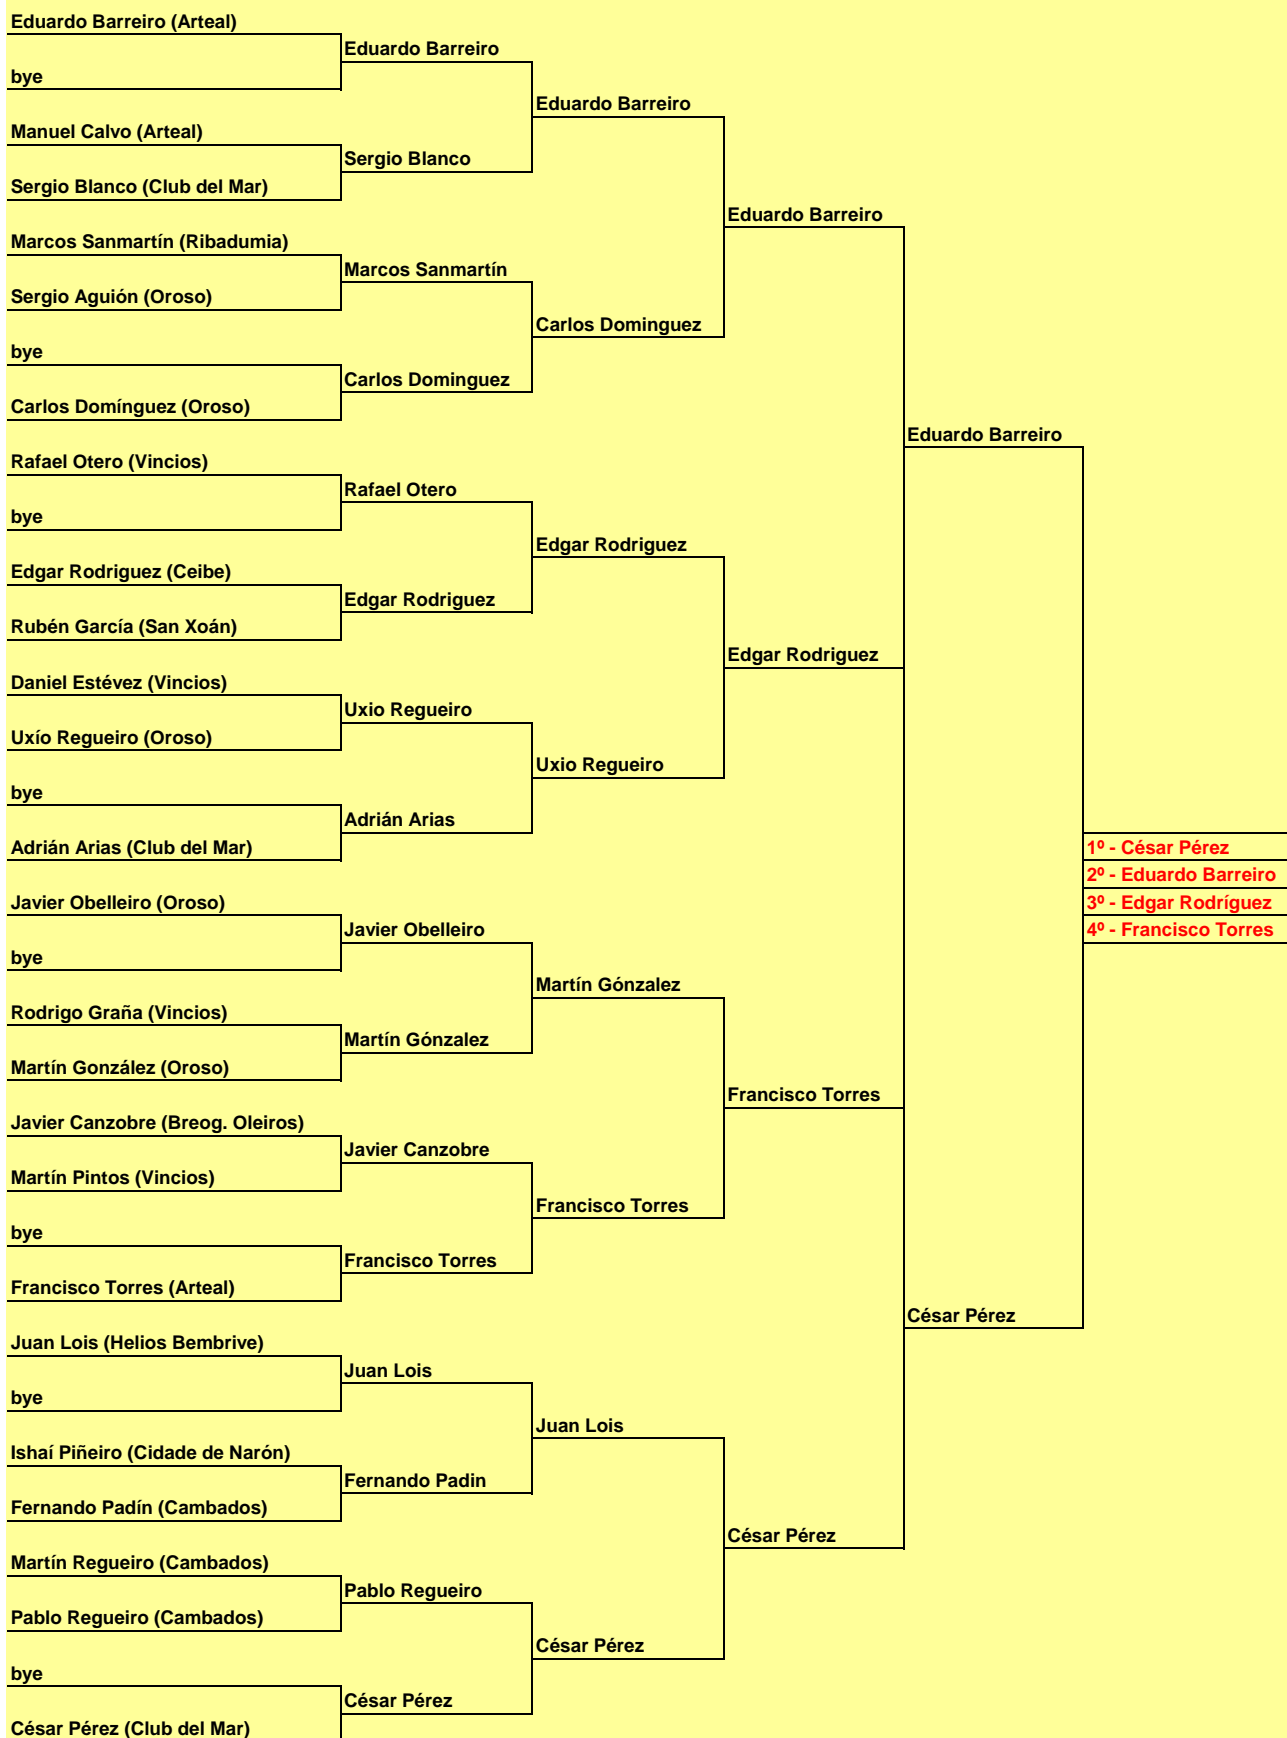 Eduardo Barreiro (Arteal)
Eduardo Barreiro
bye
Eduardo Barreiro
Manuel Calvo (Arteal)
Sergio Blanco
Sergio Blanco (Club del Mar)
Eduardo Barreiro
Marcos Sanmartín (Ribadumia)
Marcos Sanmartín
Sergio Aguión (Oroso)
Carlos Dominguez
bye
Carlos Dominguez
Carlos Domínguez (Oroso)
Eduardo Barreiro
Rafael Otero (Vincios)
Rafael Otero
bye
Edgar Rodriguez
Edgar Rodriguez (Ceibe)
Edgar Rodriguez
Rubén García (San Xoán)
Edgar Rodriguez
Daniel Estévez (Vincios)
Uxio Regueiro
Uxío Regueiro (Oroso)
Uxio Regueiro
bye
Adrián Arias
Adrián Arias (Club del Mar)
1º - César Pérez
2º - Eduardo Barreiro
Javier Obelleiro (Oroso)
3º - Edgar Rodríguez
Javier Obelleiro
4º - Francisco Torres
bye
Martín Gónzalez
Rodrigo Graña (Vincios)
Martín Gónzalez
Martín González (Oroso)
Francisco Torres
Javier Canzobre (Breog. Oleiros)
Javier Canzobre
Martín Pintos (Vincios)
Francisco Torres
bye
Francisco Torres
Francisco Torres (Arteal)
César Pérez
Juan Lois (Helios Bembrive)
Juan Lois
bye
Juan Lois
Ishaí Piñeiro (Cidade de Narón)
Fernando Padin
Fernando Padín (Cambados)
César Pérez
Martín Regueiro (Cambados)
Pablo Regueiro
Pablo Regueiro (Cambados)
César Pérez
bye
César Pérez
César Pérez (Club del Mar)